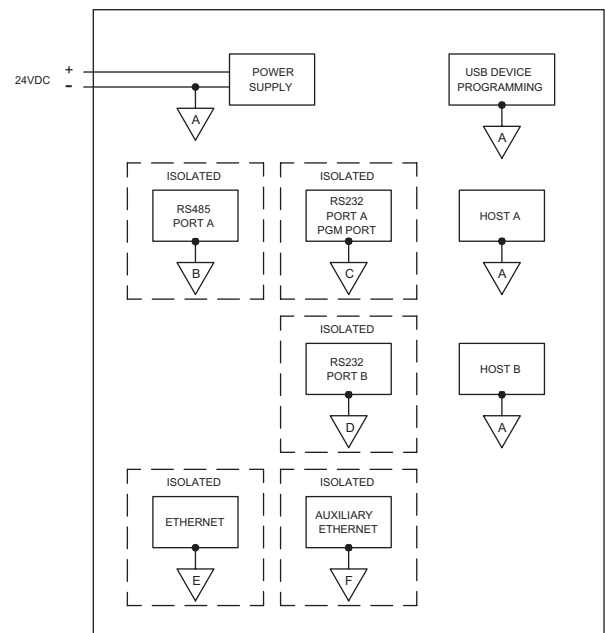 24VDC
+
-
POWER
SUPPLY
A
USB DEVICE
PROGRAMMING
A
ISOLATED
RS485
PORT A
B
ISOLATED
RS232
PORT A
PGM PORT
C
HOST A
A
ISOLATED
RS232
PORT B
D
HOST B
A
ISOLATED
ETHERNET
E
ISOLATED
AUXILIARY
ETHERNET
F